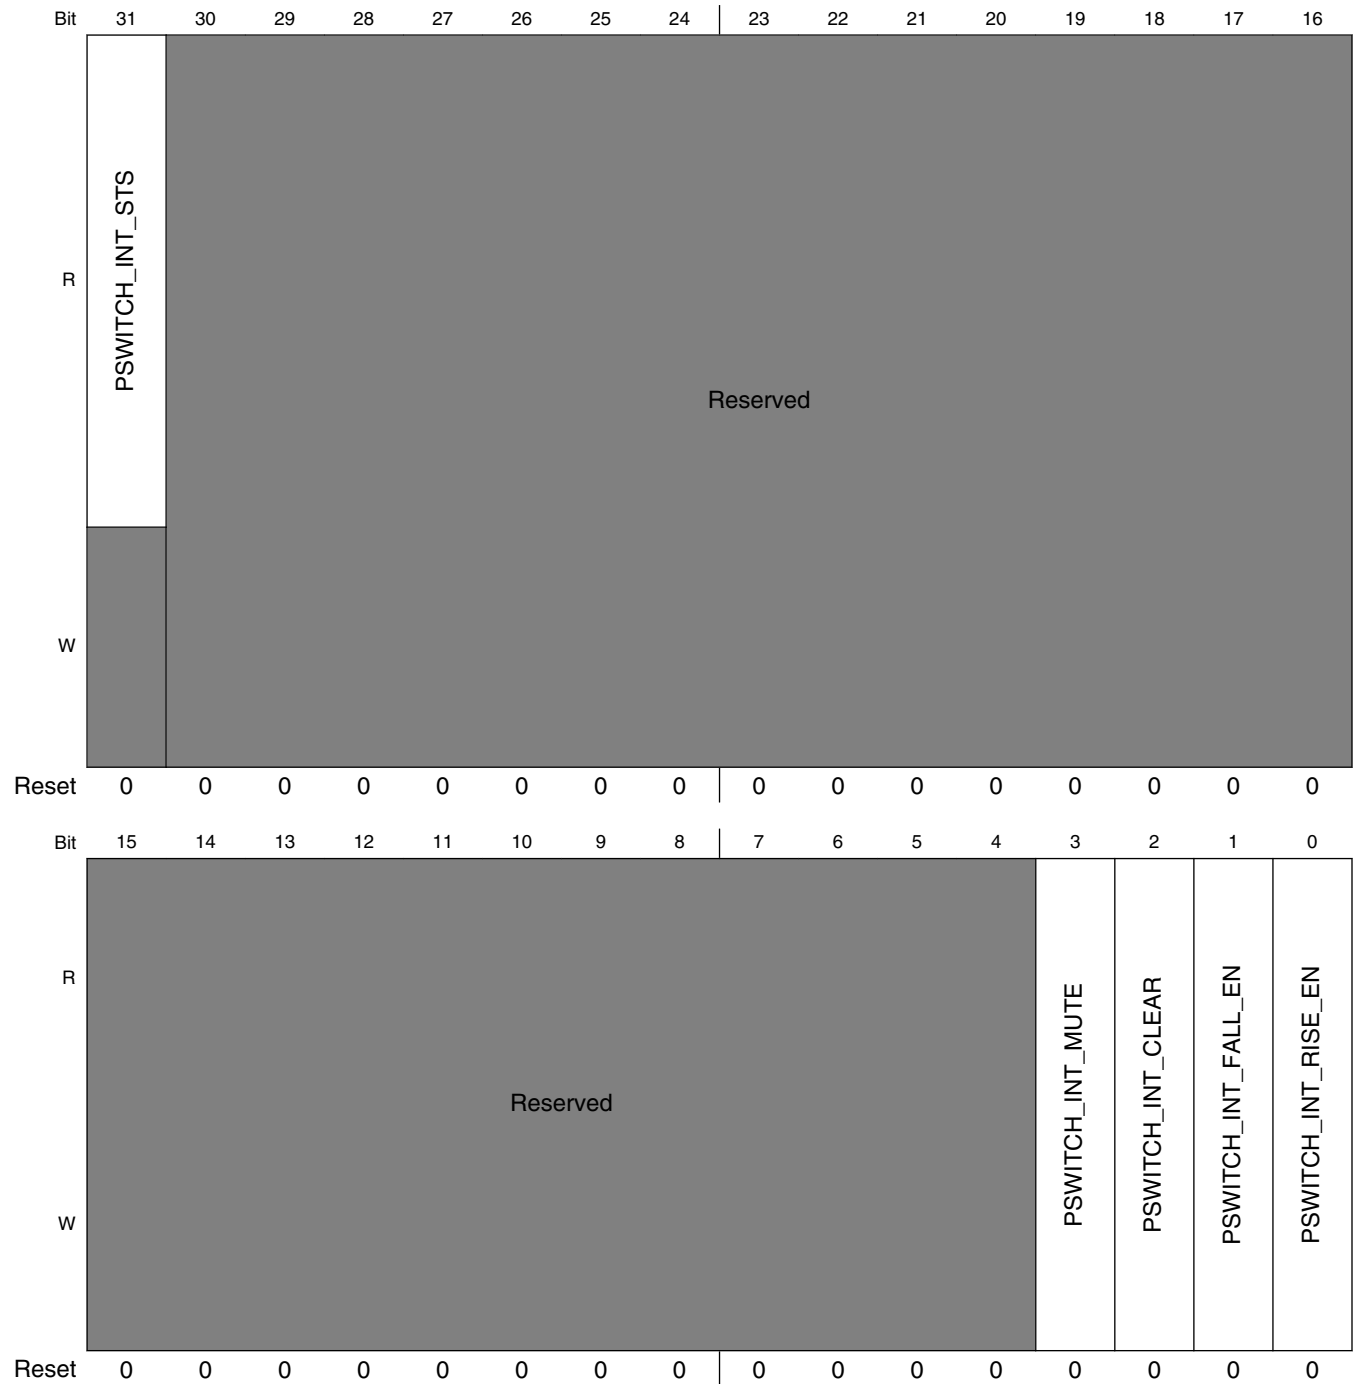 Bit 31 30 29 28 27 26 25 24 23 22 21 20 19 18 17 16
R
PSWITCH_INT_STS
Reserved
W
Reset 0 0 0 0 0 0 0 0 0 0 0 0 0 0 0 0
Bit 15 14 13 12 11 10 9 8 7 6 5 4 3 2 1 0
R
Reserved
PSWITCH_INT_MUTE
PSWITCH_INT_CLEAR
PSWITCH_INT_FALL_EN
PSWITCH_INT_RISE_EN
W
Reset 0 0 0 0 0 0 0 0 0 0 0 0 0 0 0 0